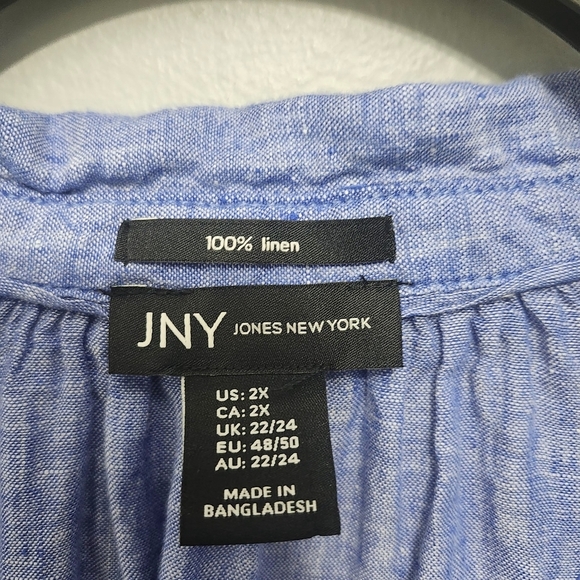 100% linen
JNY JONES NEW YORK
US: 2X
CA: 2X
UK: 22/24
EU: 48/50
AU: 22/24
MADE IN
BANGLADESH